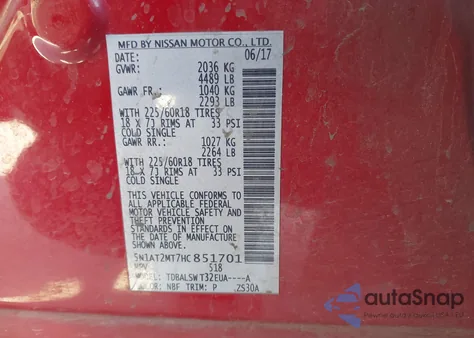 MFD BY NISSAN MOTOR CO., LTD.
DATE: 06/17
GVWR: 2036 KG
4489 LB
GAWR FR.: 1040 KG
2293 LB
WITH 225/60R18 TIRES
18 X 7J RIMS AT 33 PSI
COLD SINGLE
GAWR RR.: 1027 KG
2264 LB
WITH 225/60R18 TIRES
18 X 7J RIMS AT 33 PSI
COLD SINGLE
THIS VEHICLE CONFORMS TO
ALL APPLICABLE FEDERAL
MOTOR VEHICLE SAFETY AND
THEFT PREVENTION
STANDARDS IN EFFECT ON THE
DATE OF MANUFACTURE
SHOWN ABOVE.
5N1AT2MT7HC851701
MPV 518
MODEL: TDBALSWT32EUA----A
COLOR: NBF TRIM: P
autoSnap